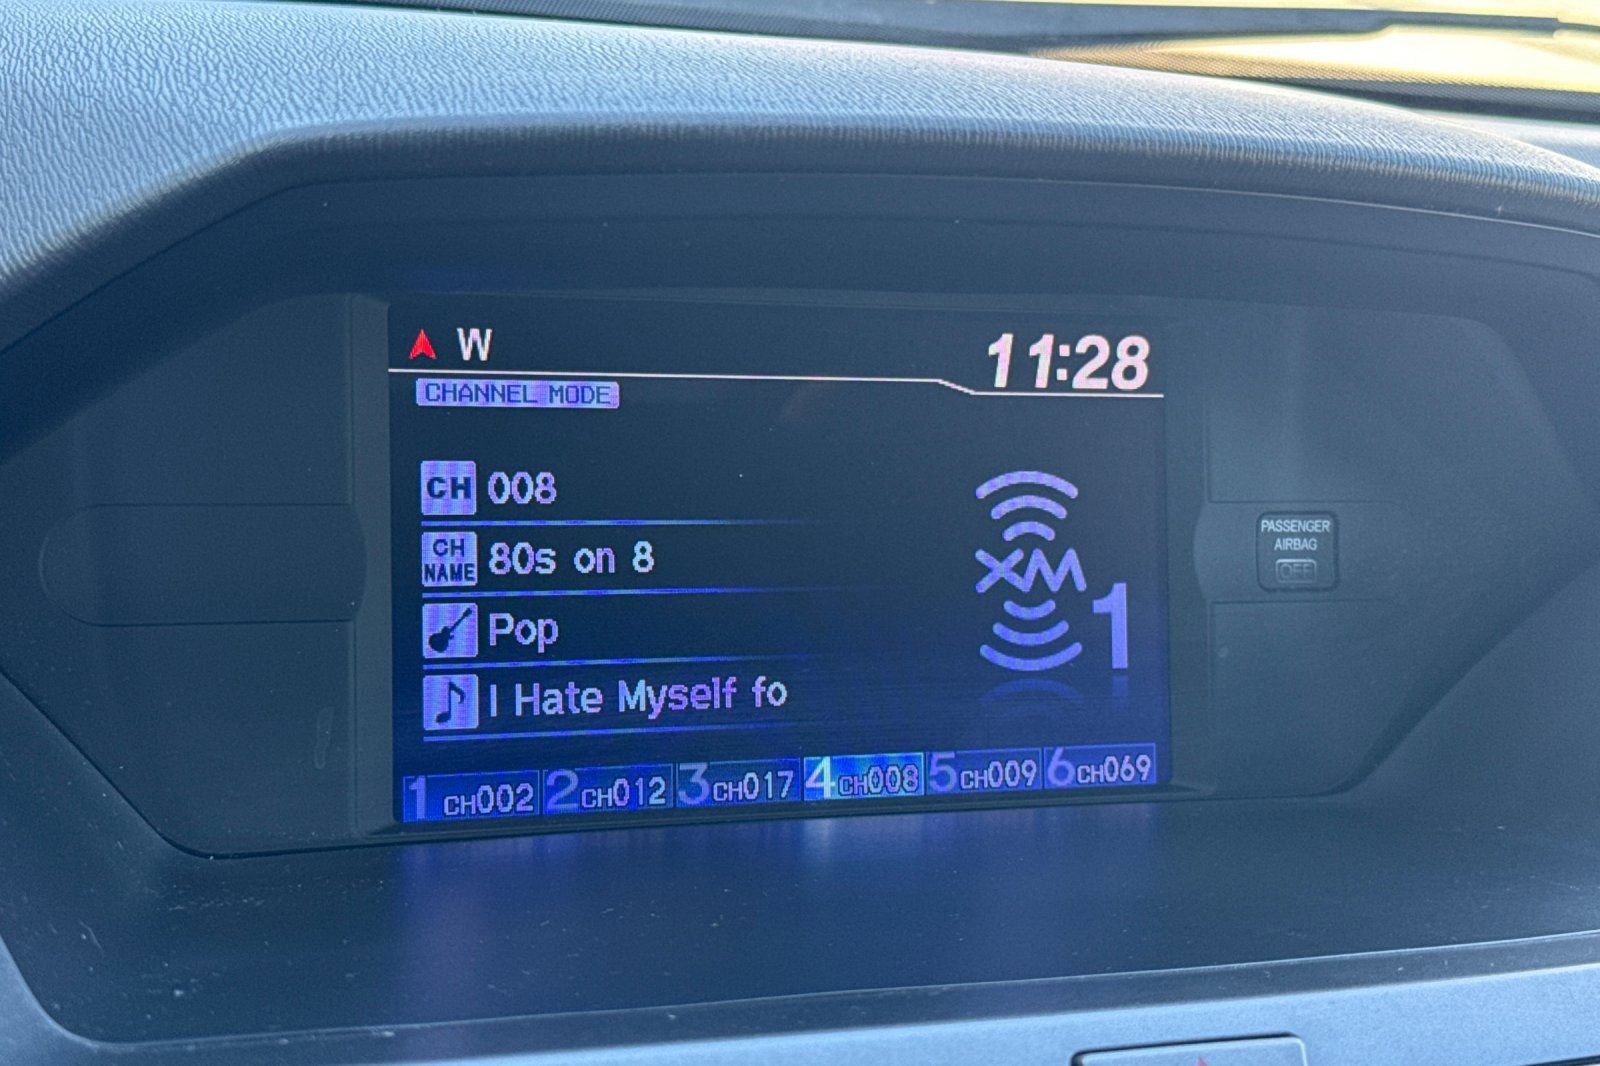 W
11:28
CHANNEL MODE
CH 008
CH NAME 80s on 8
Pop
I Hate Myself fo
XM 1
1 CH002 2 CH012 3 CH017 4 CH008 5 CH009 6 CH069
PASSENGER
AIRBAG
OFF